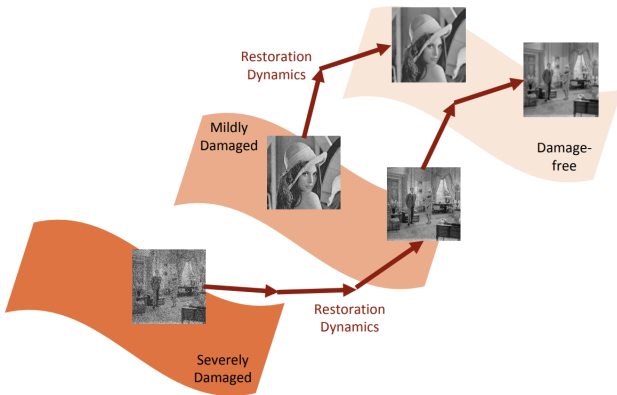 Restoration
Dynamics
Mildly
Damaged
Damage-
free
Restoration
Dynamics
Severely
Damaged